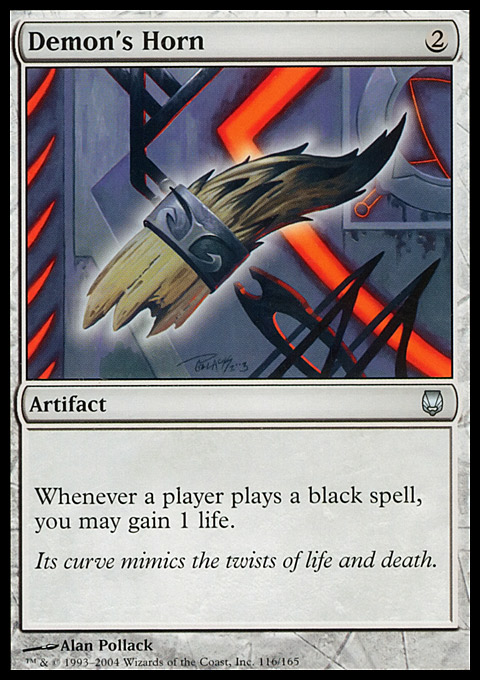 Demon's Horn
2
Artifact
Whenever a player plays a black spell,
you may gain 1 life.
Its curve mimics the twists of life and death.
Alan Pollack
™ & © 1993–2004 Wizards of the Coast, Inc. 116/165